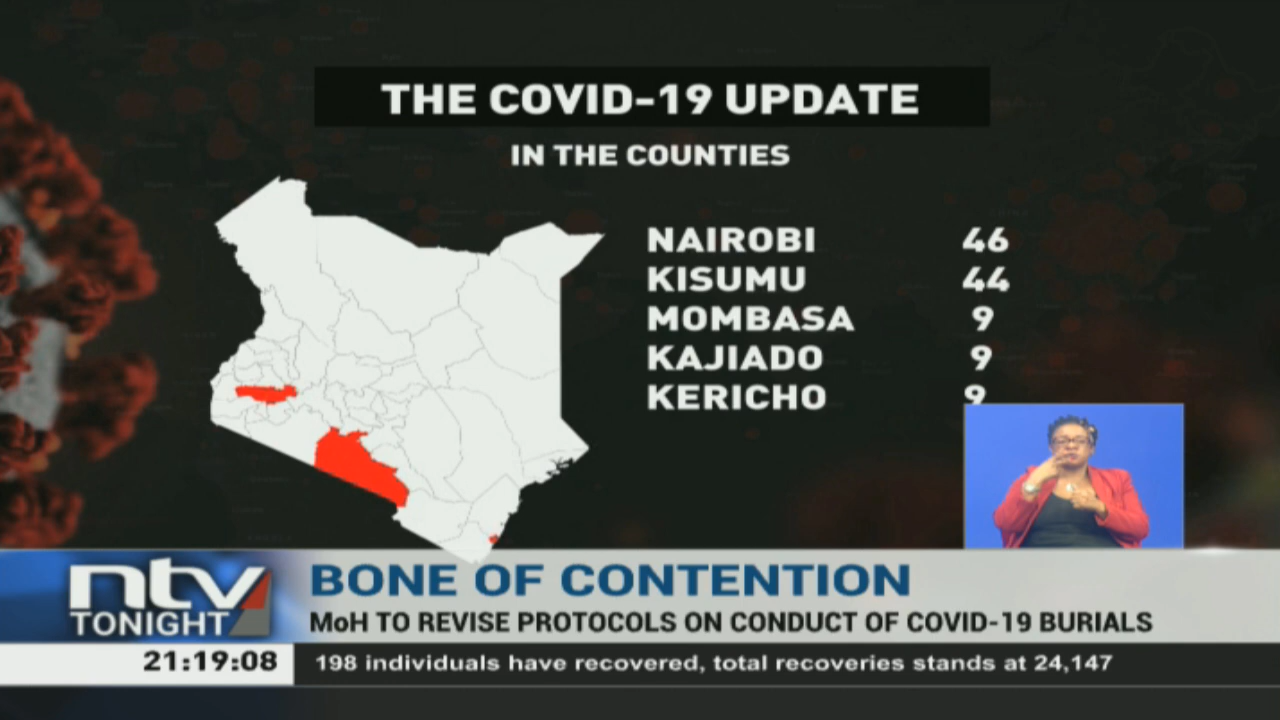 THE COVID-19 UPDATE
IN THE COUNTIES
NAIROBI 46
KISUMU 44
MOMBASA 9
KAJIADO 9
KERICHO 9
ntv
TONIGHT
BONE OF CONTENTION
MoH TO REVISE PROTOCOLS ON CONDUCT OF COVID-19 BURIALS
21:19:08
198 individuals have recovered, total recoveries stands at 24,147